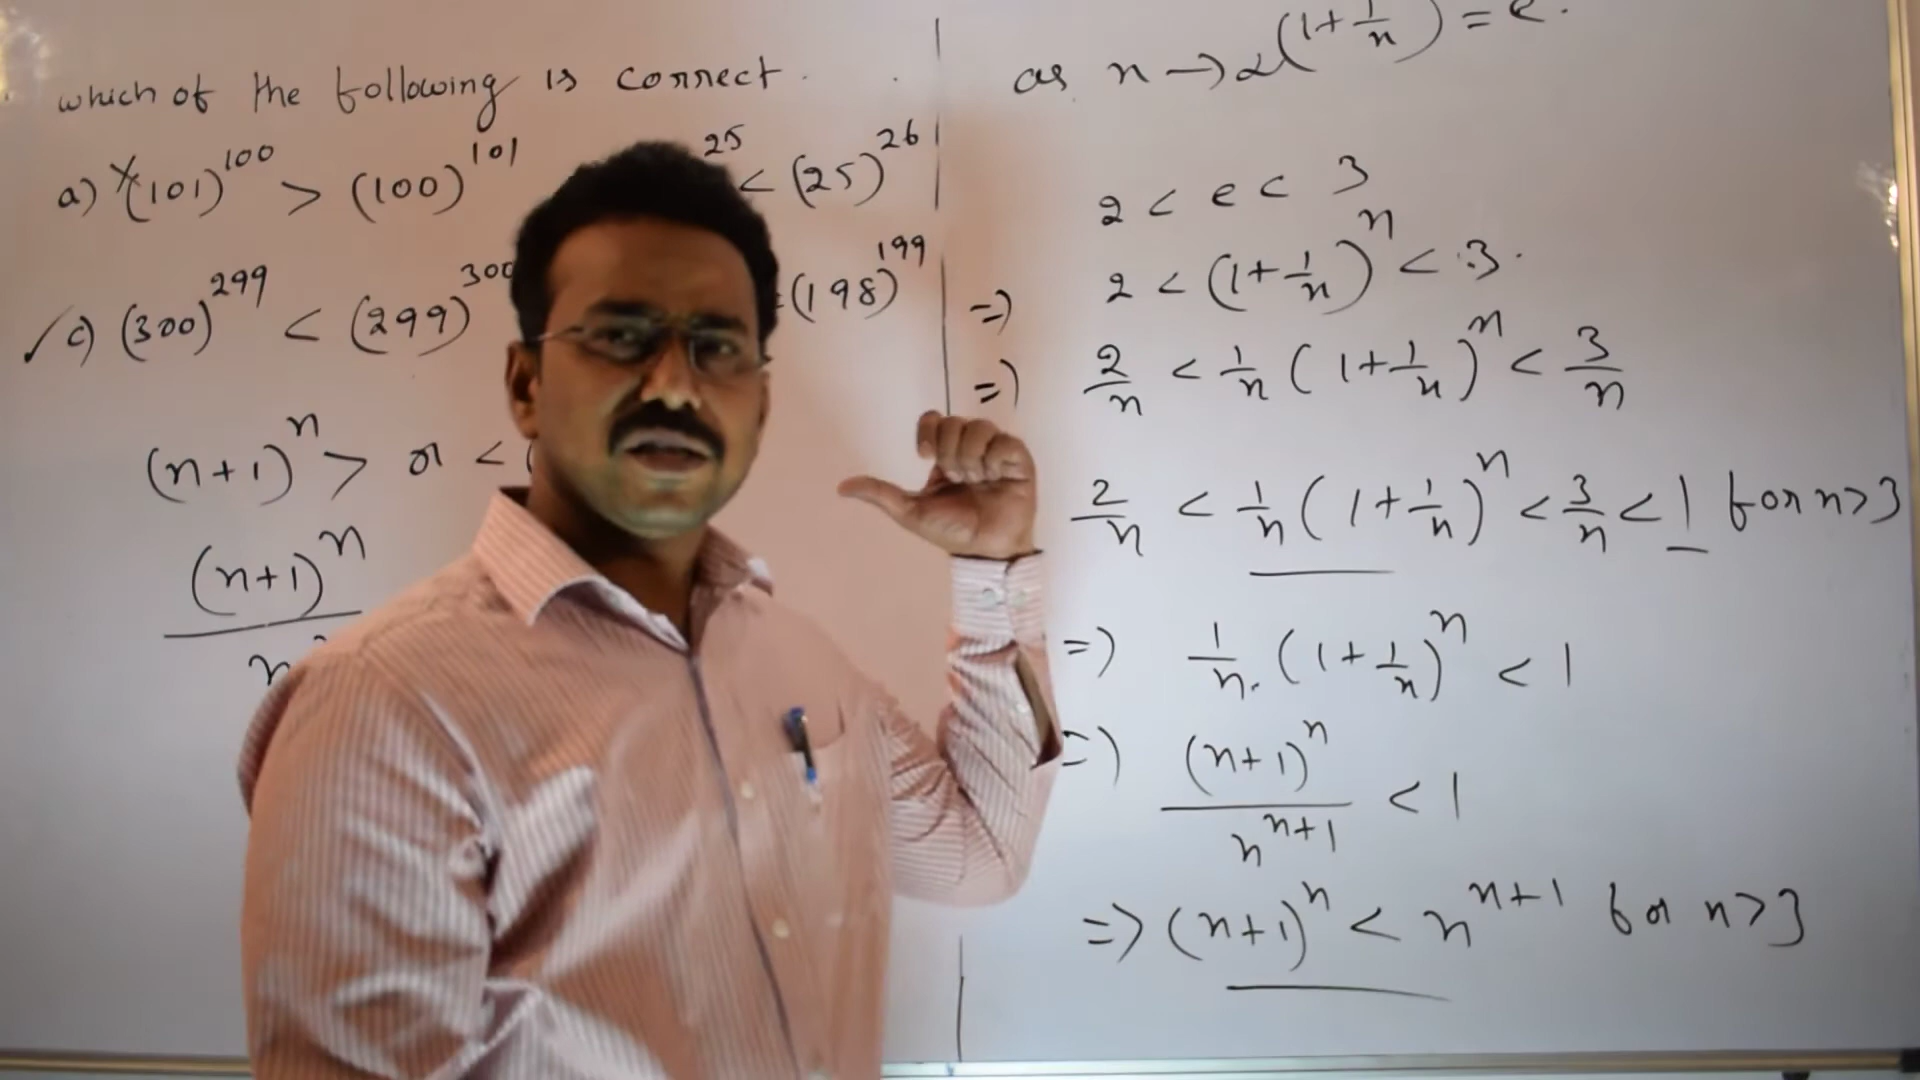 which of the following is correct.
a) ✗(101)^100 > (100)^101
25 < (25)^26
✓c) (300)^299 < (299)^300
=(198)^199
(n+1)^n > or < (
(n+1)^n
n
as n → α (1+1/n) = e.
2 < e < 3
=> 2 < (1+1/n)^n < 3.
=> 2/n < 1/n (1+1/n)^n < 3/n
2/n < 1/n (1+1/n)^n < 3/n < 1 for n>3
=> 1/n. (1+1/n)^n < 1
=> (n+1)^n / n^(n+1) < 1
=> (n+1)^n < n^(n+1) for n>3